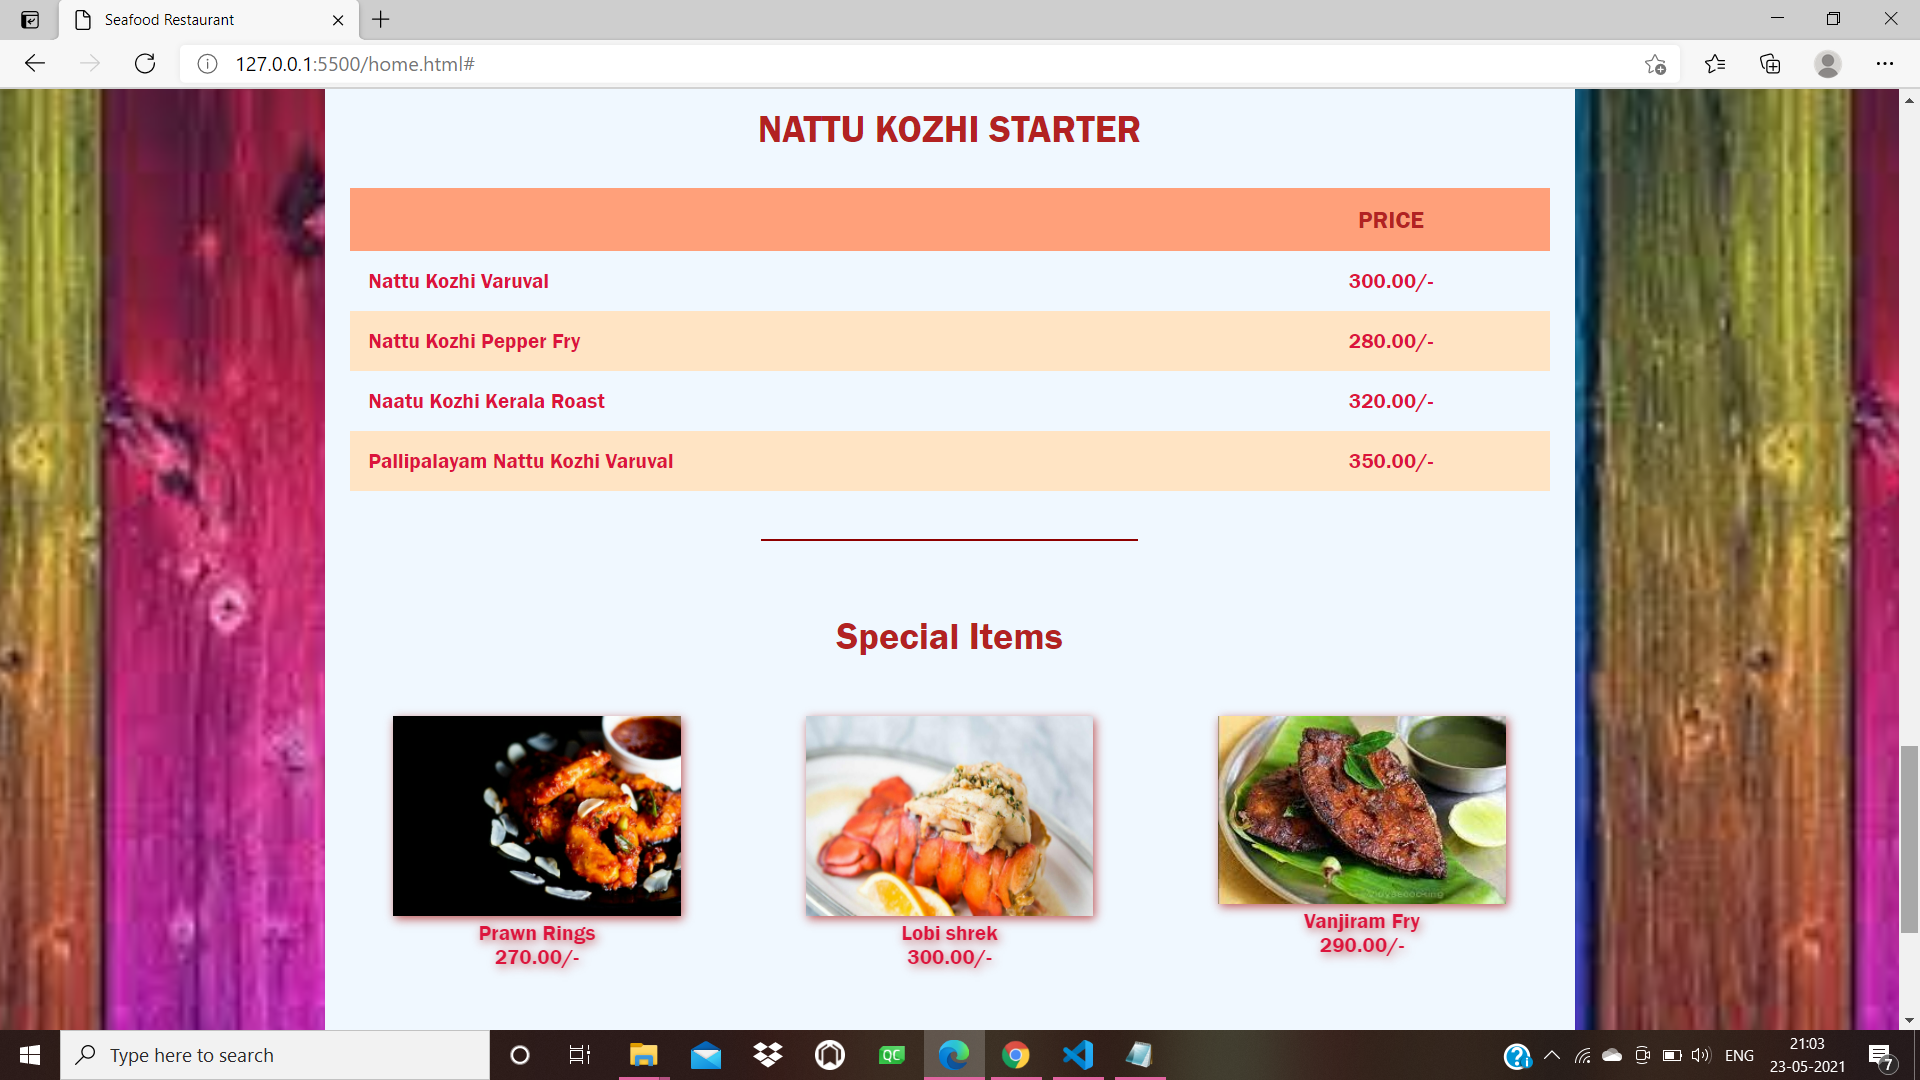 Seafood Restaurant
127.0.0.1:5500/home.html#
NATTU KOZHI STARTER
PRICE
Nattu Kozhi Varuval 300.00/-
Nattu Kozhi Pepper Fry 280.00/-
Naatu Kozhi Kerala Roast 320.00/-
Pallipalayam Nattu Kozhi Varuval 350.00/-
Special Items
Prawn Rings
270.00/-
Lobi shrek
300.00/-
Vanjiram Fry
290.00/-
Type here to search
QC
ENG
21:03
23-05-2021
7